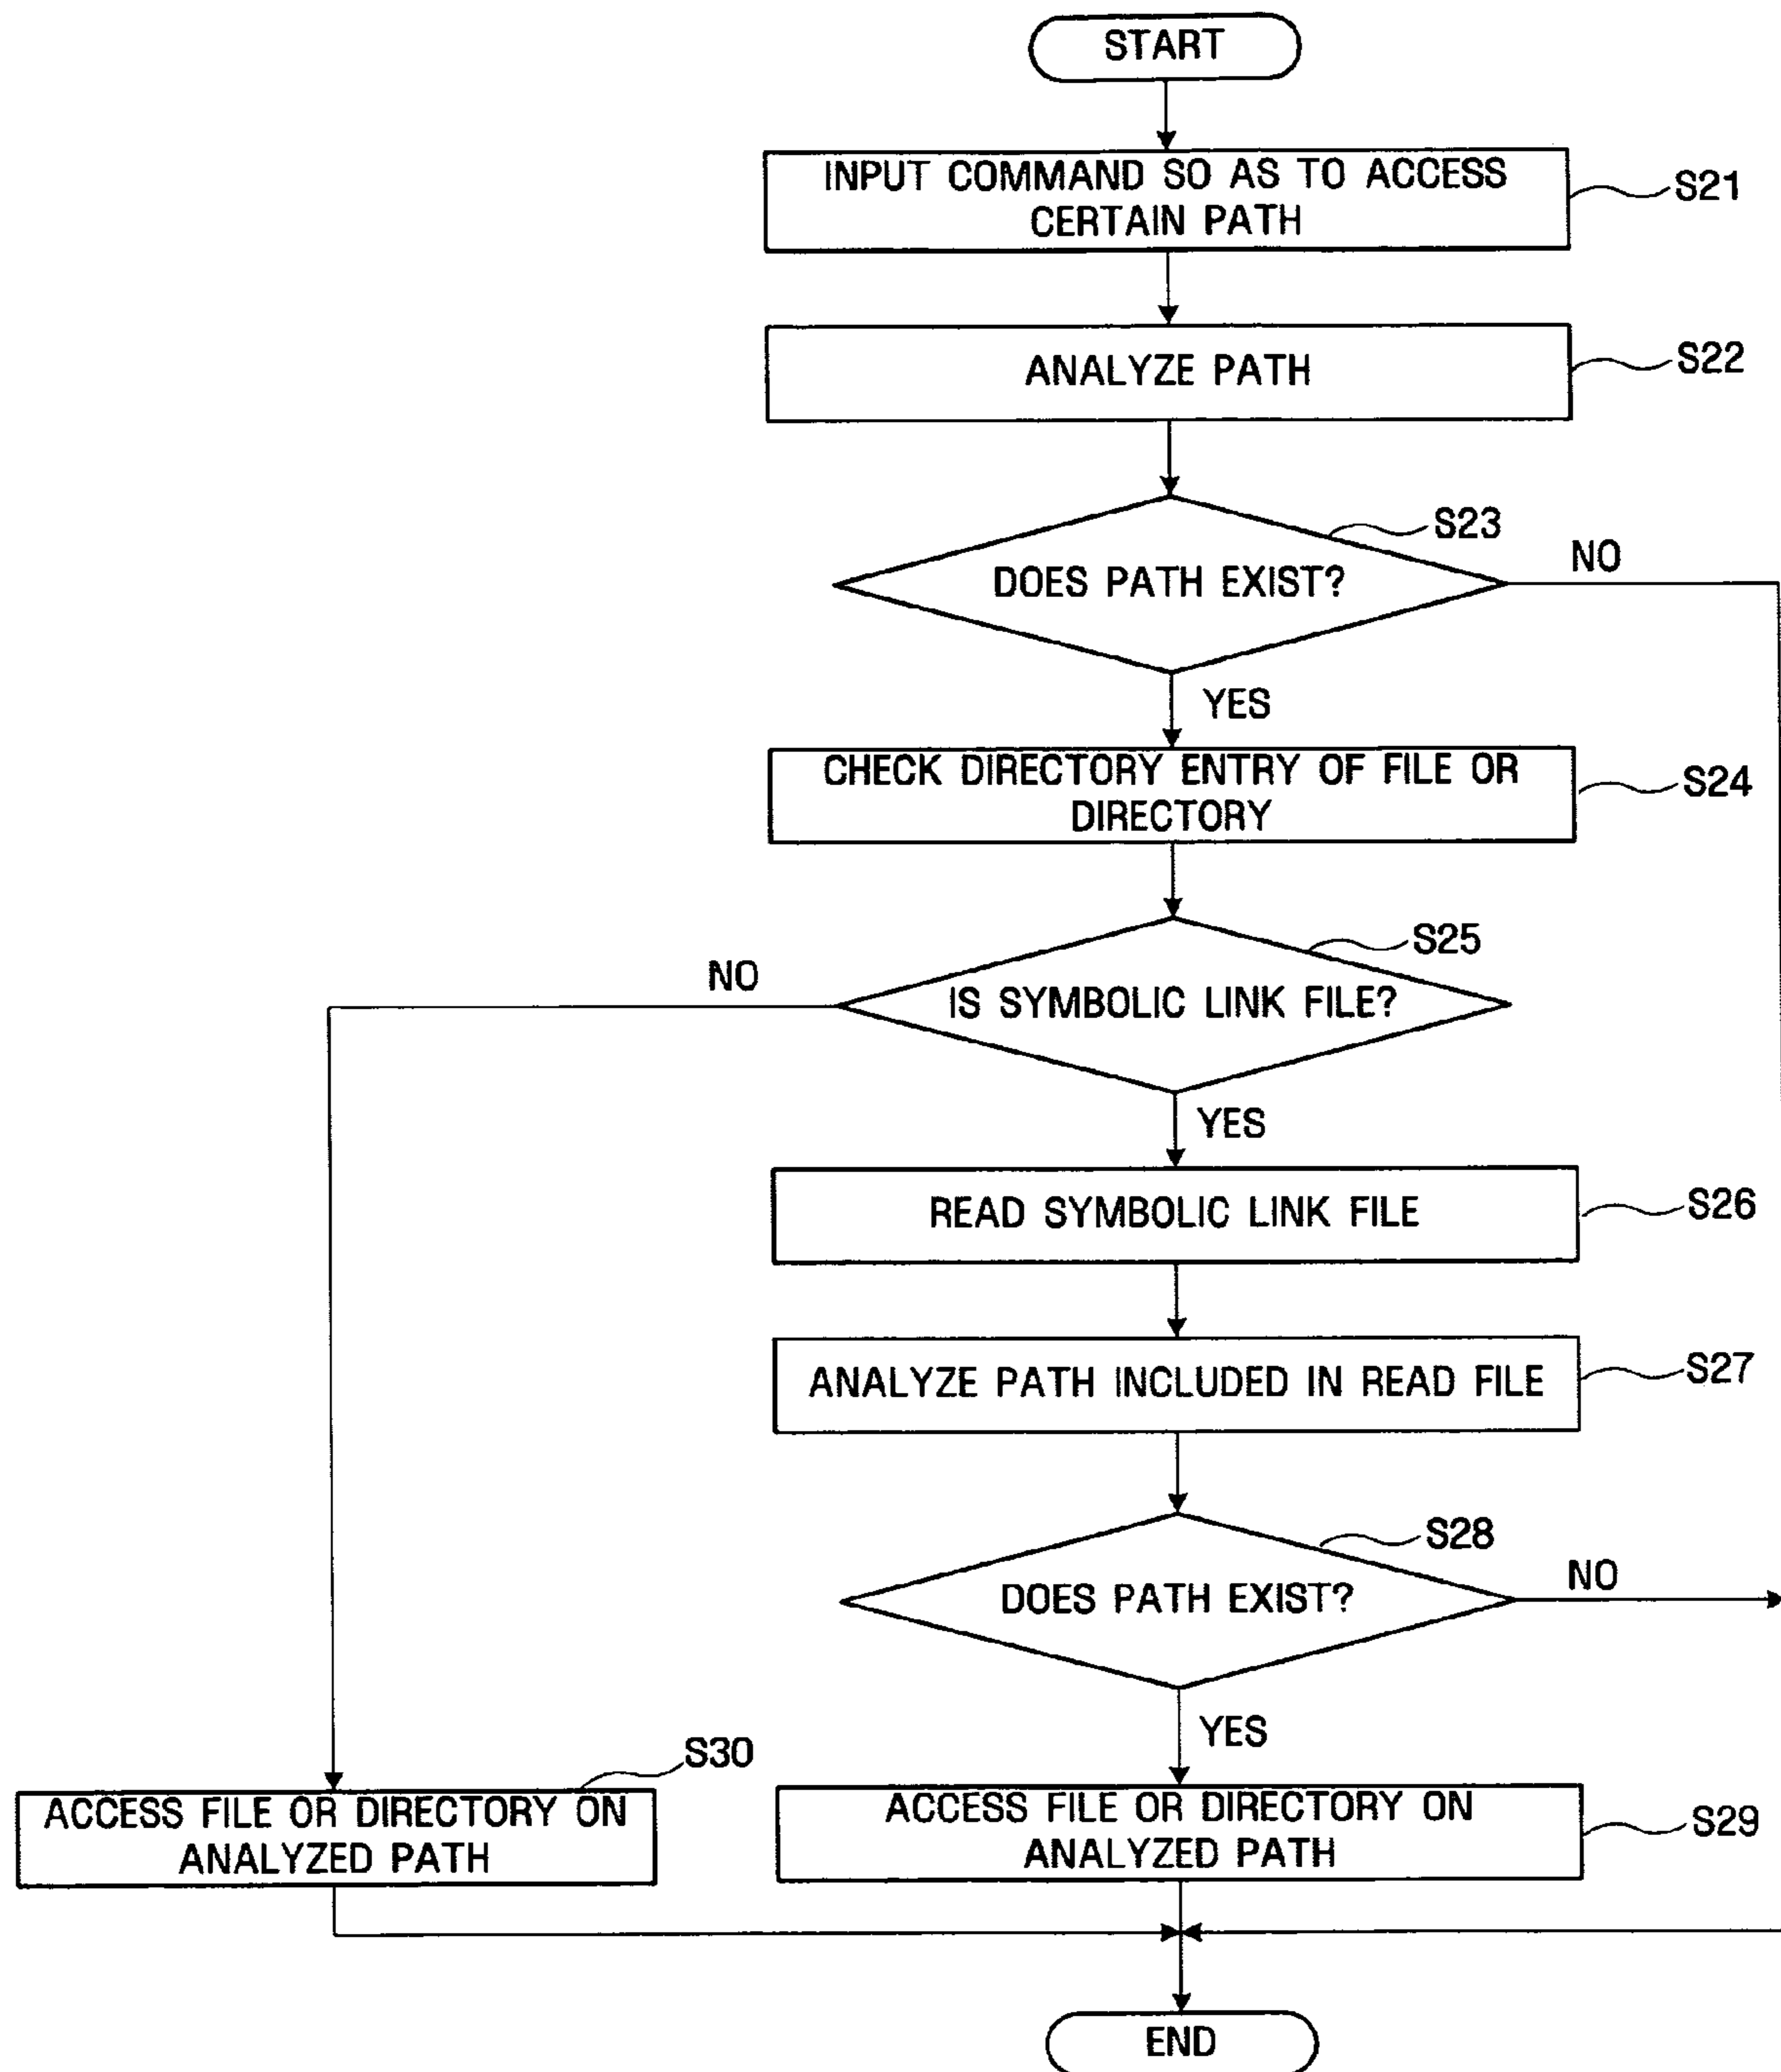 START
INPUT COMMAND SO AS TO ACCESS
CERTAIN PATH
S21
ANALYZE PATH
S22
S23
DOES PATH EXIST?
NO
YES
CHECK DIRECTORY ENTRY OF FILE OR
DIRECTORY
S24
S25
NO
IS SYMBOLIC LINK FILE?
YES
READ SYMBOLIC LINK FILE
S26
ANALYZE PATH INCLUDED IN READ FILE
S27
S28
DOES PATH EXIST?
NO
YES
S30
ACCESS FILE OR DIRECTORY ON
ANALYZED PATH
ACCESS FILE OR DIRECTORY ON
ANALYZED PATH
S29
END